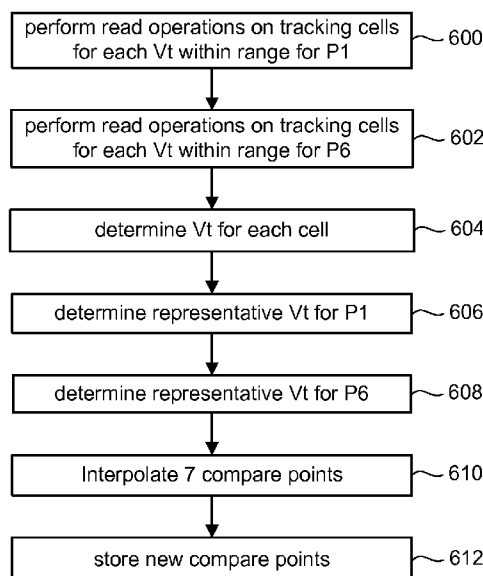 perform read operations on tracking cells
for each Vt within range for P1
600
perform read operations on tracking cells
for each Vt within range for P6
602
determine Vt for each cell
604
determine representative Vt for P1
606
determine representative Vt for P6
608
Interpolate 7 compare points
610
store new compare points
612